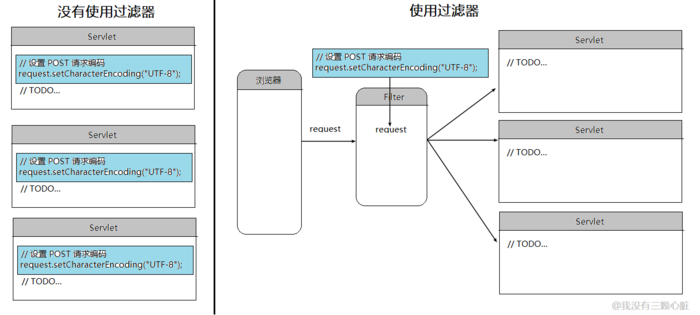 没有使用过滤器
Servlet
// 设置 POST 请求编码
request.setCharacterEncoding("UTF-8");
// TODO...
Servlet
// 设置 POST 请求编码
request.setCharacterEncoding("UTF-8");
// TODO...
Servlet
// 设置 POST 请求编码
request.setCharacterEncoding("UTF-8");
// TODO...
使用过滤器
// 设置 POST 请求编码
request.setCharacterEncoding("UTF-8");
浏览器
request
Filter
request
Servlet
// TODO...
Servlet
// TODO...
Servlet
// TODO...
@我没有三颗心脏